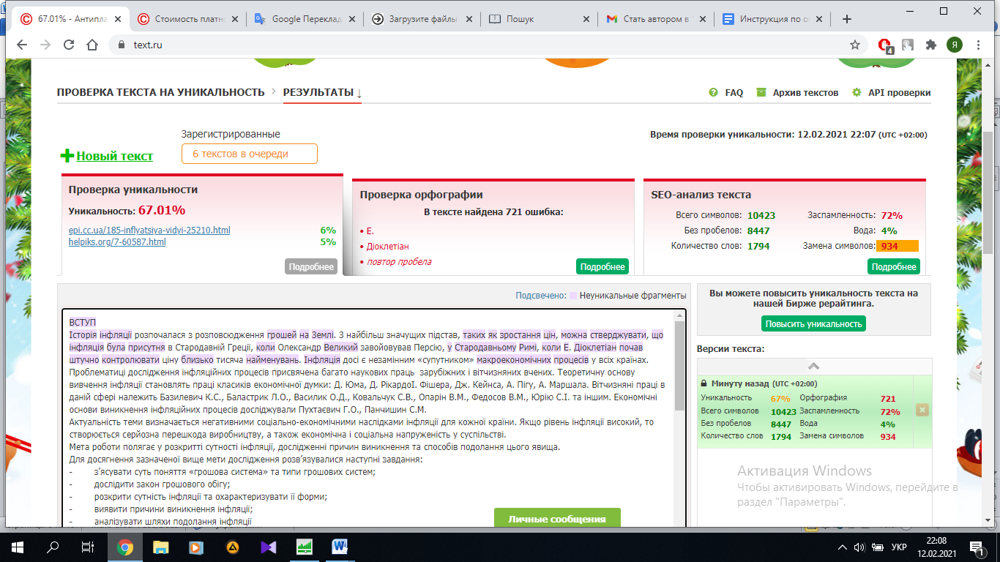 67.01% - Антипла
Стоимость платн
Google Переклад
Загрузите файлы
Пошук
Стать автором в
Инструкция по о
text.ru
4
Я
ПРОВЕРКА ТЕКСТА НА УНИКАЛЬНОСТЬ > РЕЗУЛЬТАТЫ ↓
FAQ Архив текстов API проверки
Зарегистрированные
Время проверки уникальности: 12.02.2021 22:07 (UTC +02:00)
Новый текст
6 текстов в очереди
Проверка уникальности
Уникальность: 67.01%
epi.cc.ua/185-inflyatsiya-vidyi-25210.html 6%
helpiks.org/7-60587.html 5%
Подробнее
Проверка орфографии
В тексте найдена 721 ошибка:
• Е.
• Діоклетіан
• повтор пробела
Подробнее
SEO-анализ текста
Всего символов: 10423 Заспамленность: 72%
Без пробелов: 8447 Вода: 4%
Количество слов: 1794 Замена символов: 934
Подробнее
Подсвечено: Неуникальные фрагменты
ВСТУП
Історія інфляції розпочалася з розповсюдження грошей на Землі. З найбільш значущих підстав, таких як зростання цін, можна стверджувати, що
інфляція була присутня в Стародавній Греції, коли Олександр Великий завойовував Персію, у Стародавньому Римі, коли Е. Діоклетіан почав
штучно контролювати ціну близько тисяча найменувань. Інфляція досі є незамінним «супутником» макроекономічних процесів у всіх країнах.
Проблематиці дослідження інфляційних процесів присвячена багато наукових праць зарубіжних і вітчизняних вчених. Теоретичну основу
вивчення інфляції становлять праці класиків економічної думки: Д. Юма, Д. РікардоІ. Фішера, Дж. Кейнса, А. Пігу, А. Маршала. Вітчизняні праці в
даній сфері належить Базилевич К.С., Баластрик Л.О., Василик О.Д., Ковальчук С.В., Опарін В.М., Федосов В.М., Юрію С.І. та іншим. Економічні
основи виникнення інфляційних процесів досліджували Пухтаєвич Г.О., Панчишин С.М.
Актуальність теми визначається негативними соціально-економічними наслідками інфляції для кожної країни. Якщо рівень інфляції високий, то
створюється серйозна перешкода виробництву, а також економічна і соціальна напруженість у суспільстві.
Мета роботи полягає у розкритті сутності інфляції, дослідженні причин виникнення та способів подолання цього явища.
Для досягнення зазначеної вище мети дослідження розв’язувалися наступні завдання:
- з’ясувати суть поняття «грошова система» та типи грошових систем;
- дослідити закон грошового обігу;
- розкрити сутність інфляції та охарактеризувати її форми;
- виявити причини виникнення інфляції;
- аналізувати шляхи подолання інфляції
Личные сообщения
Вы можете повысить уникальность текста на
нашей Бирже рерайтинга.
Повысить уникальность
Версии текста:
Минуту назад (UTC +02:00)
Уникальность 67% Орфография 721
Всего символов 10423 Заспамленность 72%
Без пробелов 8447 Вода 4%
Количество слов 1794 Замена символов 934
Активация Windows
Чтобы активировать Windows, перейдите в
раздел "Параметры".
УКР
22:08
12.02.2021
1